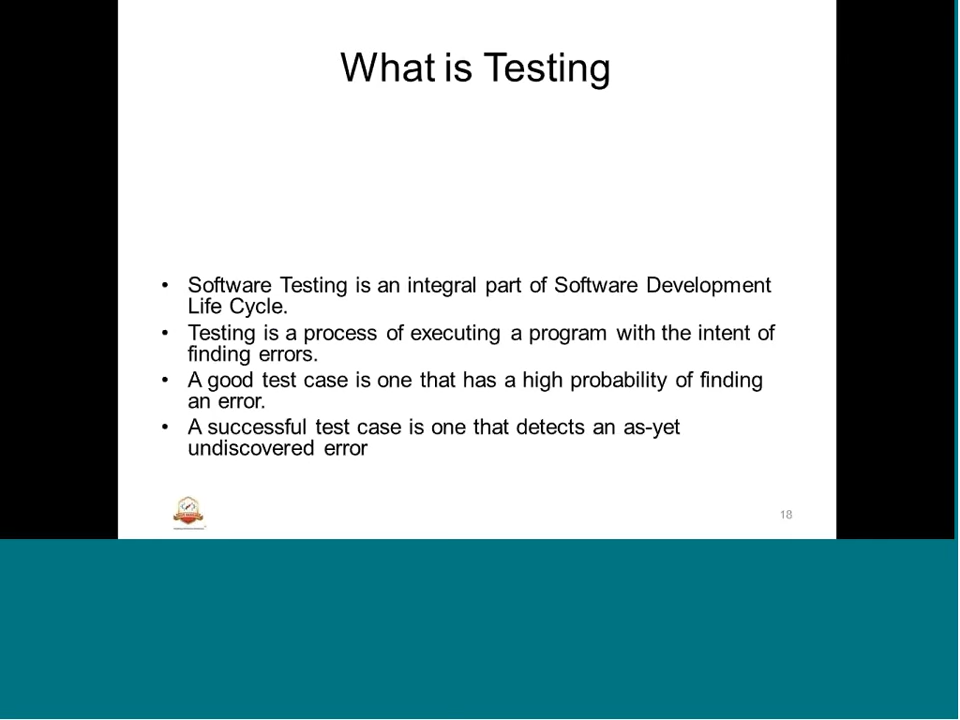 What is Testing
• Software Testing is an integral part of Software Development
Life Cycle.
• Testing is a process of executing a program with the intent of
finding errors.
• A good test case is one that has a high probability of finding
an error.
• A successful test case is one that detects an as-yet
undiscovered error
18